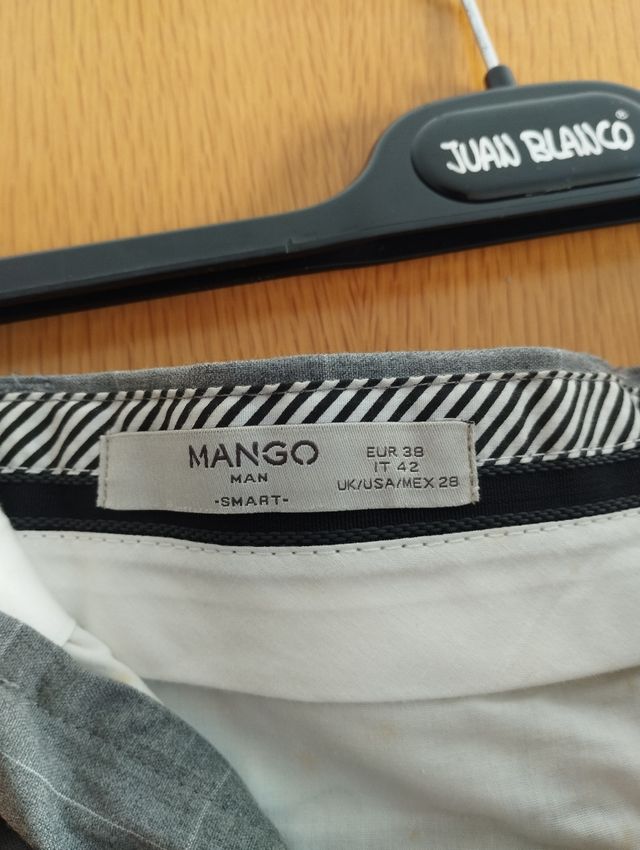 JUAN BLANCO®
MANGO
MAN
-SMART-
EUR 38
IT 42
UK/USA/MEX 28